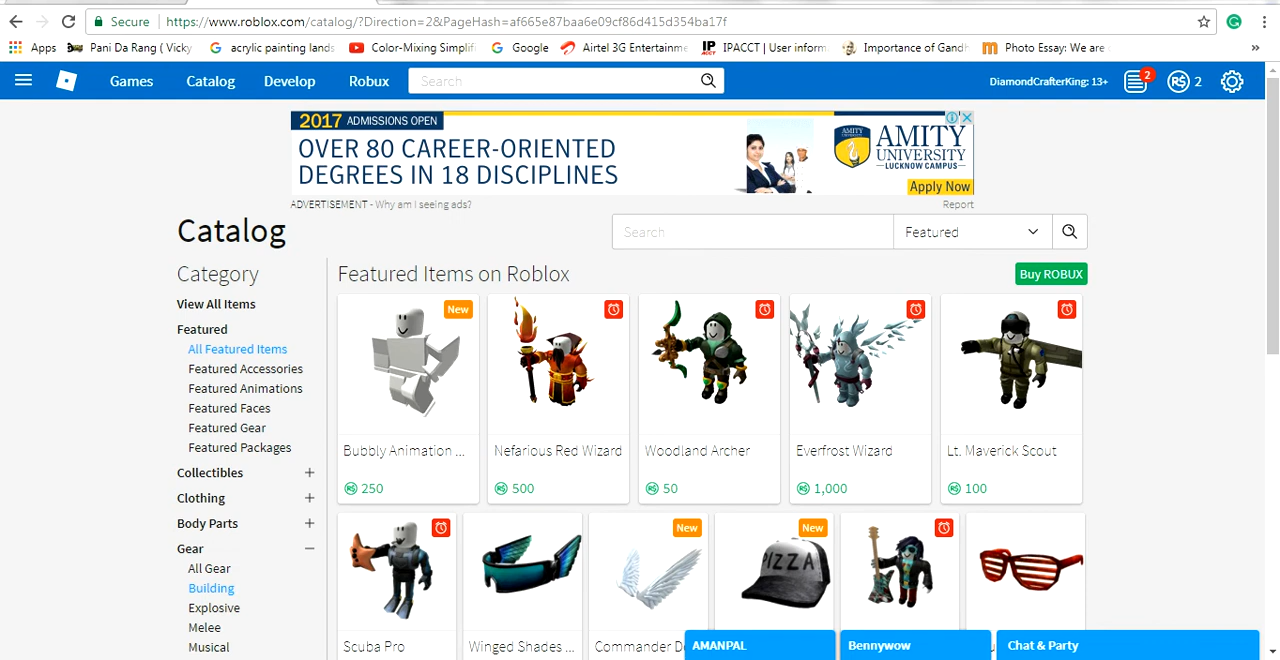 Secure https://www.roblox.com/catalog/?Direction=2&PageHash=af665e87baa6e09cf86d415d354ba17f
Apps Pani Da Rang ( Vicky acrylic painting lands Color-Mixing Simplifi Google Airtel 3G Entertainme IPACCT | User inform Importance of Gandh Photo Essay: We are »
Games Catalog Develop Robux Search DiamondCrafterKing: 13+ 2 R$ 2
2017 ADMISSIONS OPEN
OVER 80 CAREER-ORIENTED
DEGREES IN 18 DISCIPLINES
AMITY
AMITY
UNIVERSITY
LUCKNOW CAMPUS
Apply Now
ADVERTISEMENT - Why am I seeing ads? Report
Catalog Search Featured
Category
View All Items
Featured
All Featured Items
Featured Accessories
Featured Animations
Featured Faces
Featured Gear
Featured Packages
Collectibles +
Clothing +
Body Parts +
Gear −
All Gear
Building
Explosive
Melee
Musical
Featured Items on Roblox Buy ROBUX
New
Bubbly Animation ... Nefarious Red Wizard Woodland Archer Everfrost Wizard Lt. Maverick Scout
R$ 250 R$ 500 R$ 50 R$ 1,000 R$ 100
New New
PIZZA
Scuba Pro Winged Shades ... Commander D
AMANPAL Bennywow Chat & Party